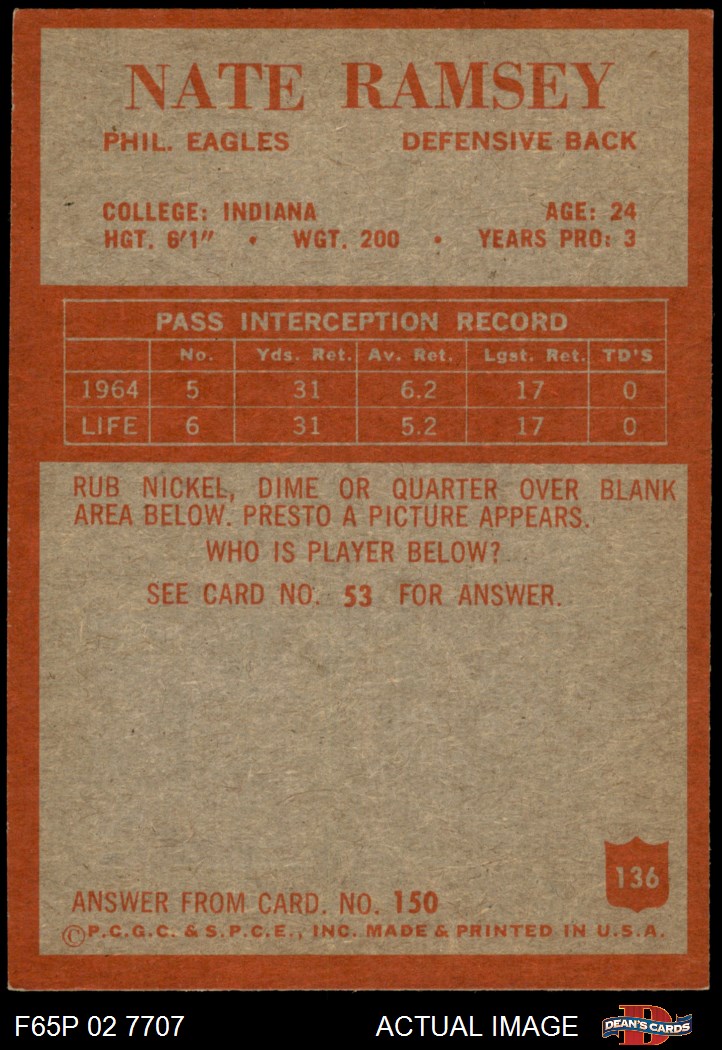 NATE RAMSEY
PHIL. EAGLES DEFENSIVE BACK
COLLEGE: INDIANA AGE: 24
HGT. 6'1" • WGT. 200 • YEARS PRO: 3
PASS INTERCEPTION RECORD
No. Yds. Ret. Av. Ret. Lgst. Ret. TD'S
1964 5 31 6.2 17 0
LIFE 6 31 5.2 17 0
RUB NICKEL, DIME OR QUARTER OVER BLANK
AREA BELOW. PRESTO A PICTURE APPEARS.
WHO IS PLAYER BELOW?
SEE CARD NO. 53 FOR ANSWER.
136
ANSWER FROM CARD. NO. 150
©P.C.G.C. & S.P.C.E., INC. MADE & PRINTED IN U.S.A.
F65P 02 7707 ACTUAL IMAGE DEAN'S CARDS